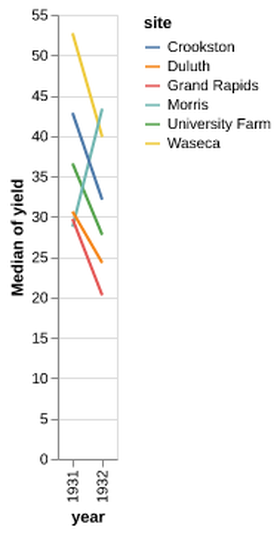 55
50
45
40
35
30
25
20
15
10
5
0
Median of yield
1931
1932
year
site
Crookston
Duluth
Grand Rapids
Morris
University Farm
Waseca